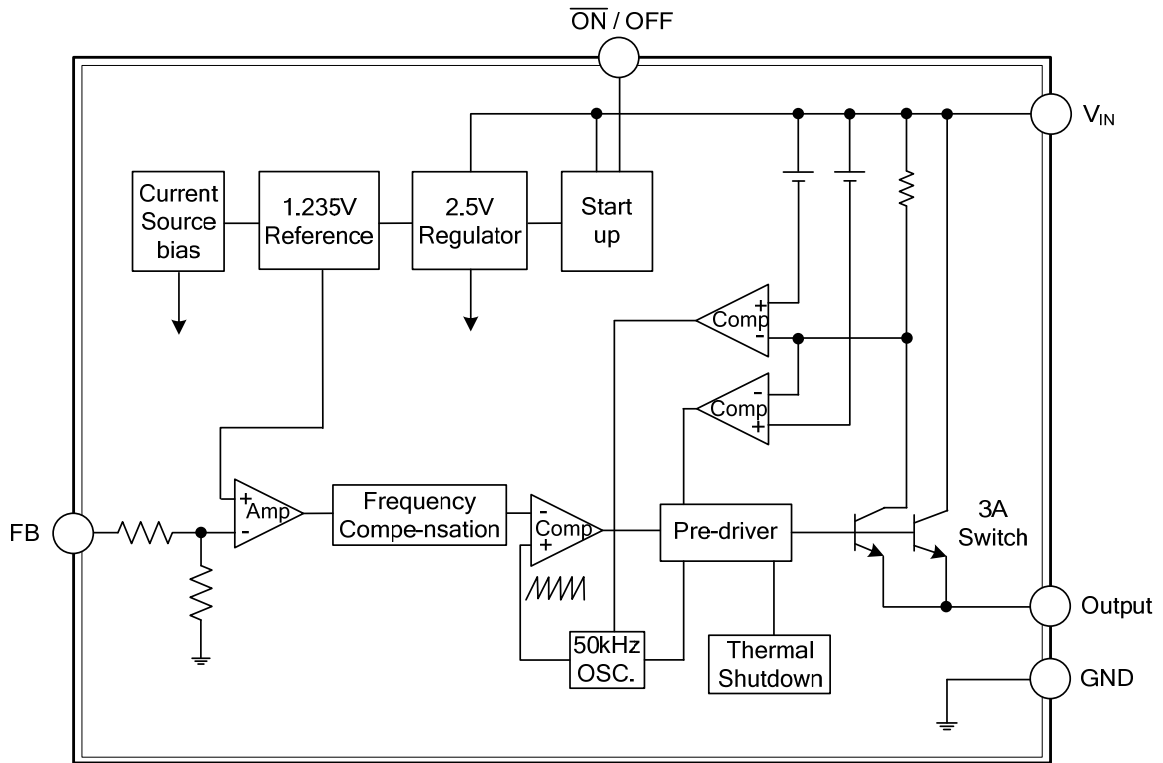 ON / OFF
VIN
Current
Source
bias
1.235V
Reference
2.5V
Regulator
Start
up
+
Comp
-
-
Comp
+
+
Amp
-
Frequency
Compe-nsation
-
Comp
+
Pre-driver
3A
Switch
FB
50kHz
OSC.
Thermal
Shutdown
Output
GND